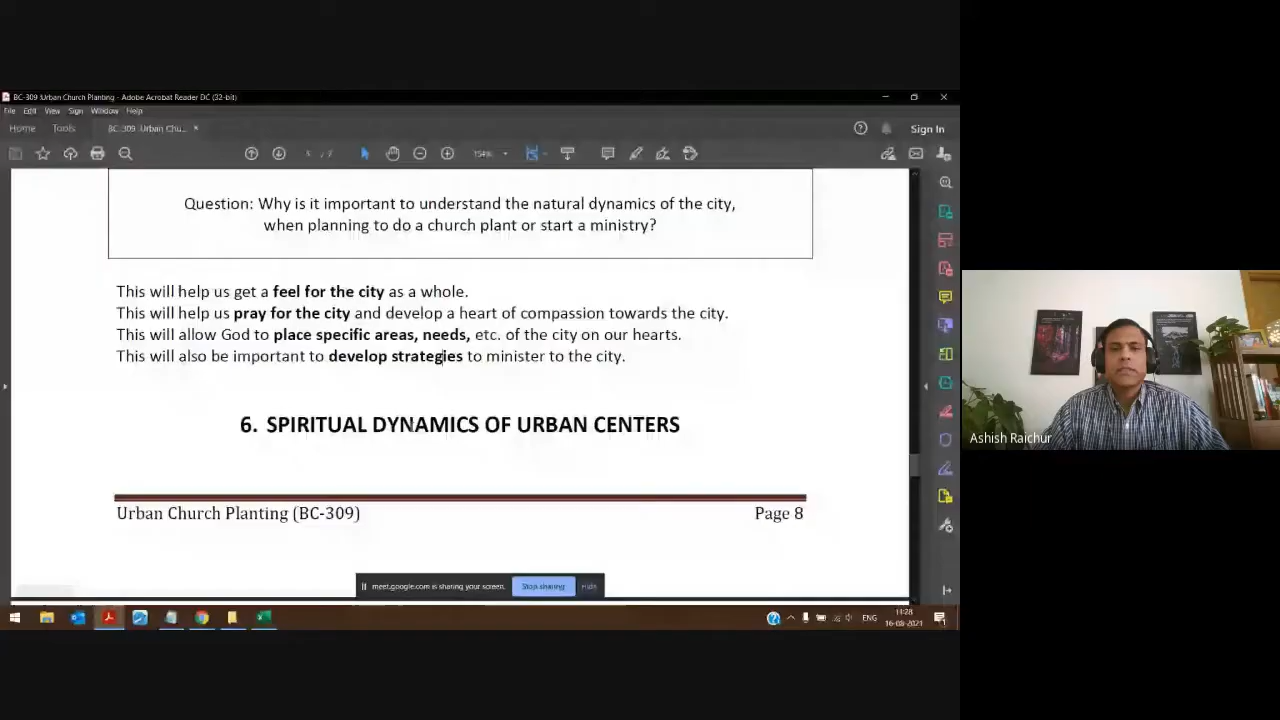 BC-309 Urban Church Planting - Adobe Acrobat Reader DC (32-bit)
File Edit View Sign Window Help
Home Tools BC-309 Urban Chu... × Sign In
Question: Why is it important to understand the natural dynamics of the city,
when planning to do a church plant or start a ministry?
This will help us get a feel for the city as a whole.
This will help us pray for the city and develop a heart of compassion towards the city.
This will allow God to place specific areas, needs, etc. of the city on our hearts.
This will also be important to develop strategies to minister to the city.
6. SPIRITUAL DYNAMICS OF URBAN CENTERS
Urban Church Planting (BC-309) Page 8
meet.google.com is sharing your screen. Stop sharing Hide
ENG
11:28
16-08-2021
Ashish Raichur